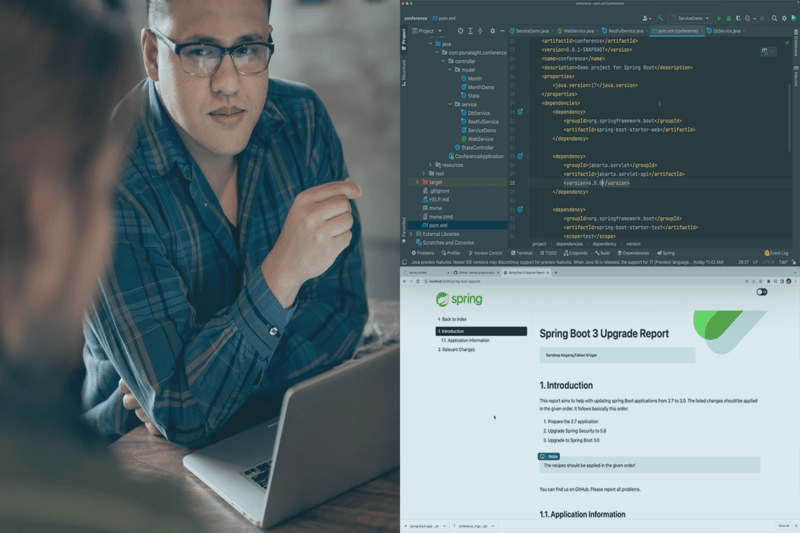 conference – pom.xml
conference
pom.xml
ServiceDemo
Project
ServiceDemo.java
WebService.java
RestfulService.java
pom.xml (conference)
DbService.java
java
com.pluralsight.conference
controller
model
Month
MonthDemo
State
service
DbService
RestfulService
ServiceDemo
WebService
StateController
ConferenceApplication
resources
test
target
.gitignore
HELP.md
mvnw
mvnw.cmd
pom.xml
External Libraries
Scratches and Consoles
Project
Structure
Favorites
Database
Maven
<artifactId>conference</artifactId>
<version>0.0.1-SNAPSHOT</version>
<name>conference</name>
<description>Demo project for Spring Boot</description>
<properties>
<java.version>17</java.version>
</properties>
<dependencies>
<dependency>
<groupId>org.springframework.boot</groupId>
<artifactId>spring-boot-starter-web</artifactId>
</dependency>
<dependency>
<groupId>jakarta.servlet</groupId>
<artifactId>jakarta.servlet-api</artifactId>
<version>6.0.0</version>
</dependency>
<dependency>
<groupId>org.springframework.boot</groupId>
<artifactId>spring-boot-starter-test</artifactId>
<scope>test</scope>
project
dependencies
dependency
version
Problems
Profiler
Version Control
Terminal
TODO
Endpoints
Build
Dependencies
Spring
Event Log
spring
Back to index
1. Introduction
1.1. Application Information
2. Relevant Changes
Spring Boot 3 Upgrade Report
Sandeep Nagaraj, Fabian Krüger
1. Introduction
This report aims to help with updating spring Boot applications from 2.7 to 3.0. The listed changes should be applied
in the given order. It follows basically this order:
1. Prepare the 2.7 application
2. Upgrade Spring Security to 5.8
3. Upgrade to Spring Boot 3.0
Note
The recipes should be applied in the given order!
You can find us on GitHub. Please report all problems.
1.1. Application Information
Show All